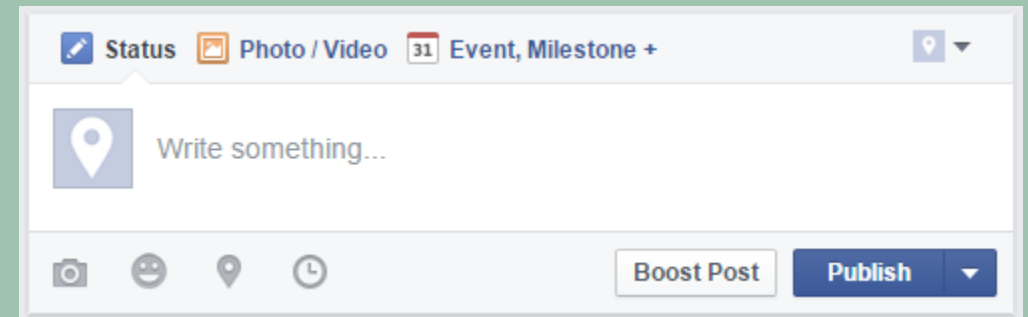 Status Photo / Video 31 Event, Milestone +
Write something...
Boost Post Publish